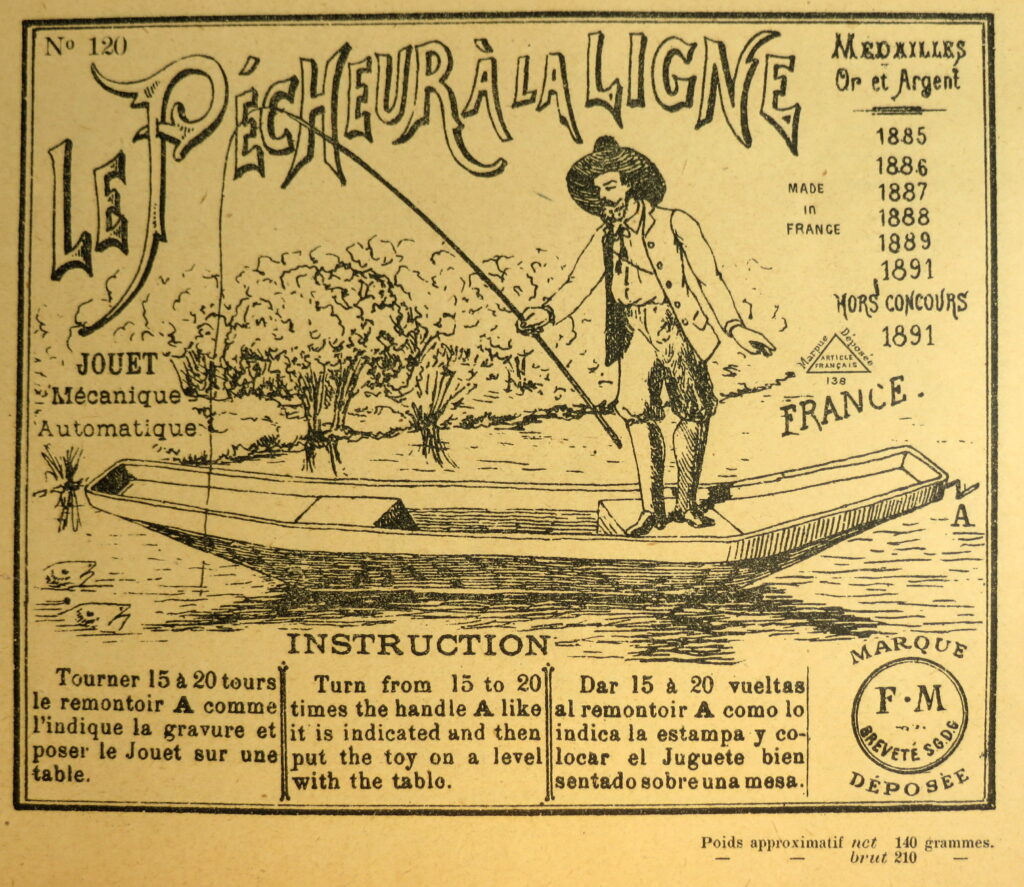 No 120
LE PÉCHEUR À LA LIGNE
MÉDAILLES
Or et Argent
1885
1886
1887
1888
1889
1891
HORS CONCOURS
1891
MADE
in
FRANCE
Marque Déposée
ARTICLE
FRANÇAIS
138
FRANCE.
JOUET
Mécanique
Automatique
A
INSTRUCTION
Tourner 15 à 20 tours
le remontoir A comme
l'indique la gravure et
poser le Jouet sur une
table.
Turn from 15 to 20
times the handle A like
it is indicated and then
put the toy on a level
with the table.
Dar 15 à 20 vueltas
al remontoir A como lo
indica la estampa y co-
locar el Juguete bien
sentado sobre una mesa.
MARQUE
F·M
BREVETÉ S.G.D.G
DÉPOSÉE
Poids approximatif net 140 grammes.
— — brut 210 —